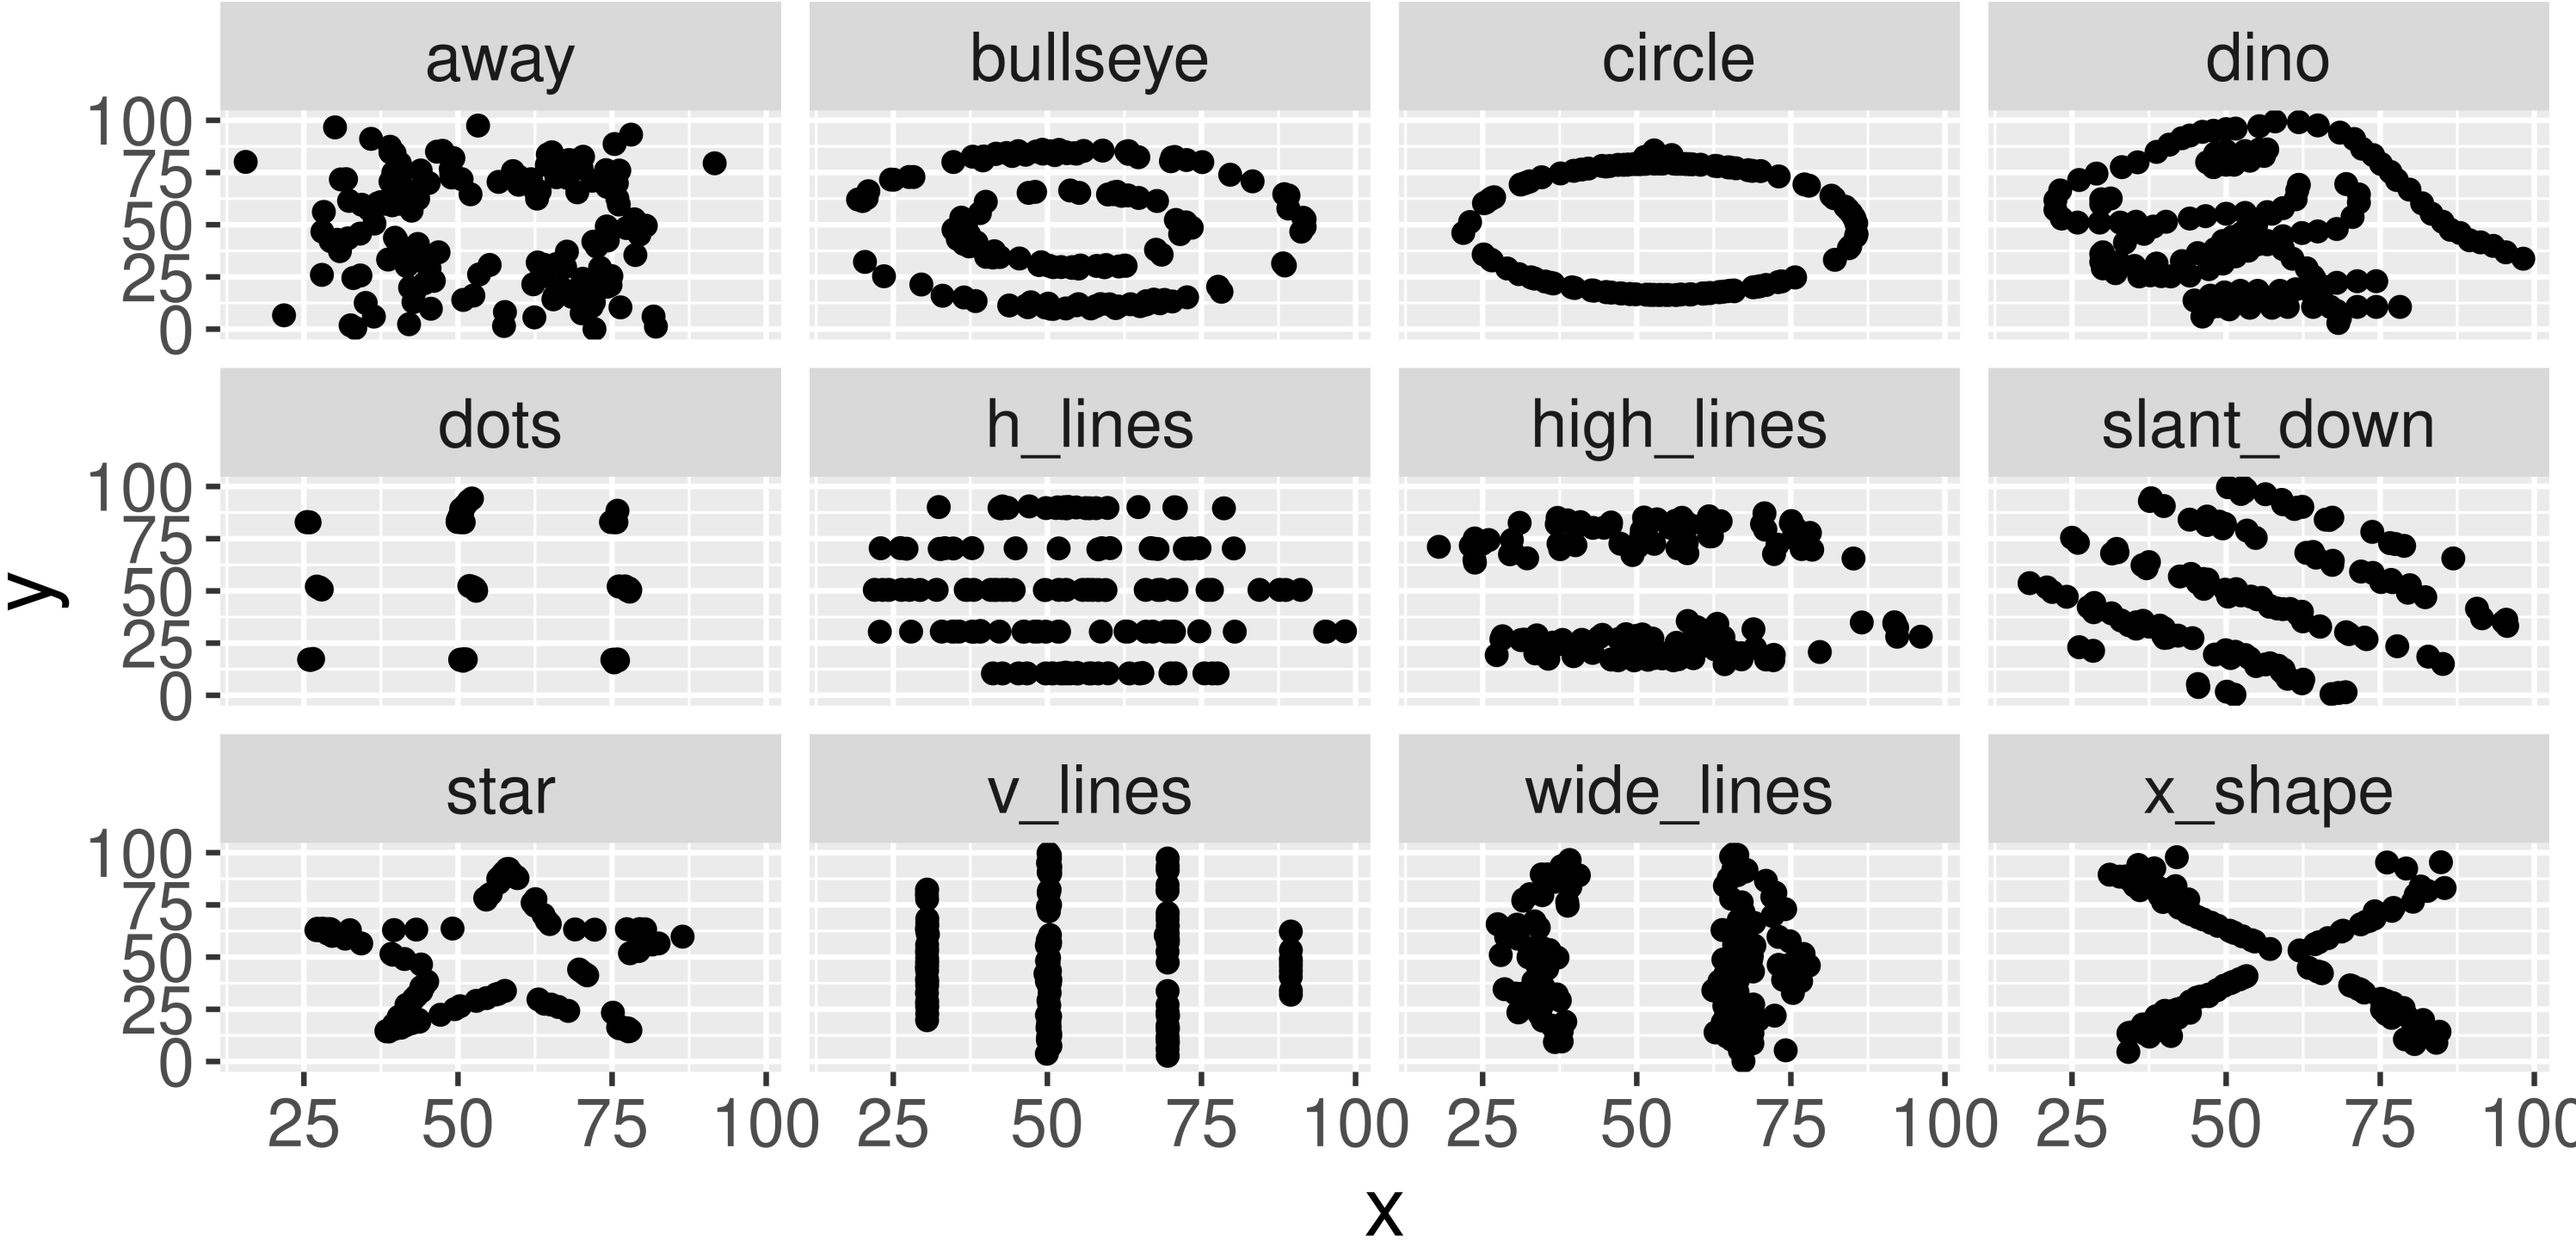 away bullseye circle dino
100
75
50
25
0
dots h_lines high_lines slant_down
100
75
50
25
0
y
star v_lines wide_lines x_shape
100
75
50
25
0
25 50 75 100 25 50 75 100 25 50 75 100 25 50 75 100
x